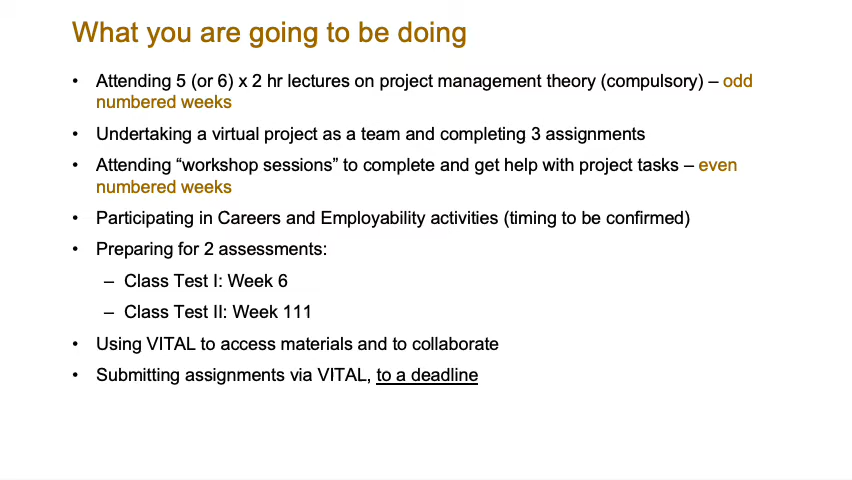 What you are going to be doing
• Attending 5 (or 6) x 2 hr lectures on project management theory (compulsory) – odd
numbered weeks
• Undertaking a virtual project as a team and completing 3 assignments
• Attending “workshop sessions” to complete and get help with project tasks – even
numbered weeks
• Participating in Careers and Employability activities (timing to be confirmed)
• Preparing for 2 assessments:
– Class Test I: Week 6
– Class Test II: Week 111
• Using VITAL to access materials and to collaborate
• Submitting assignments via VITAL, to a deadline